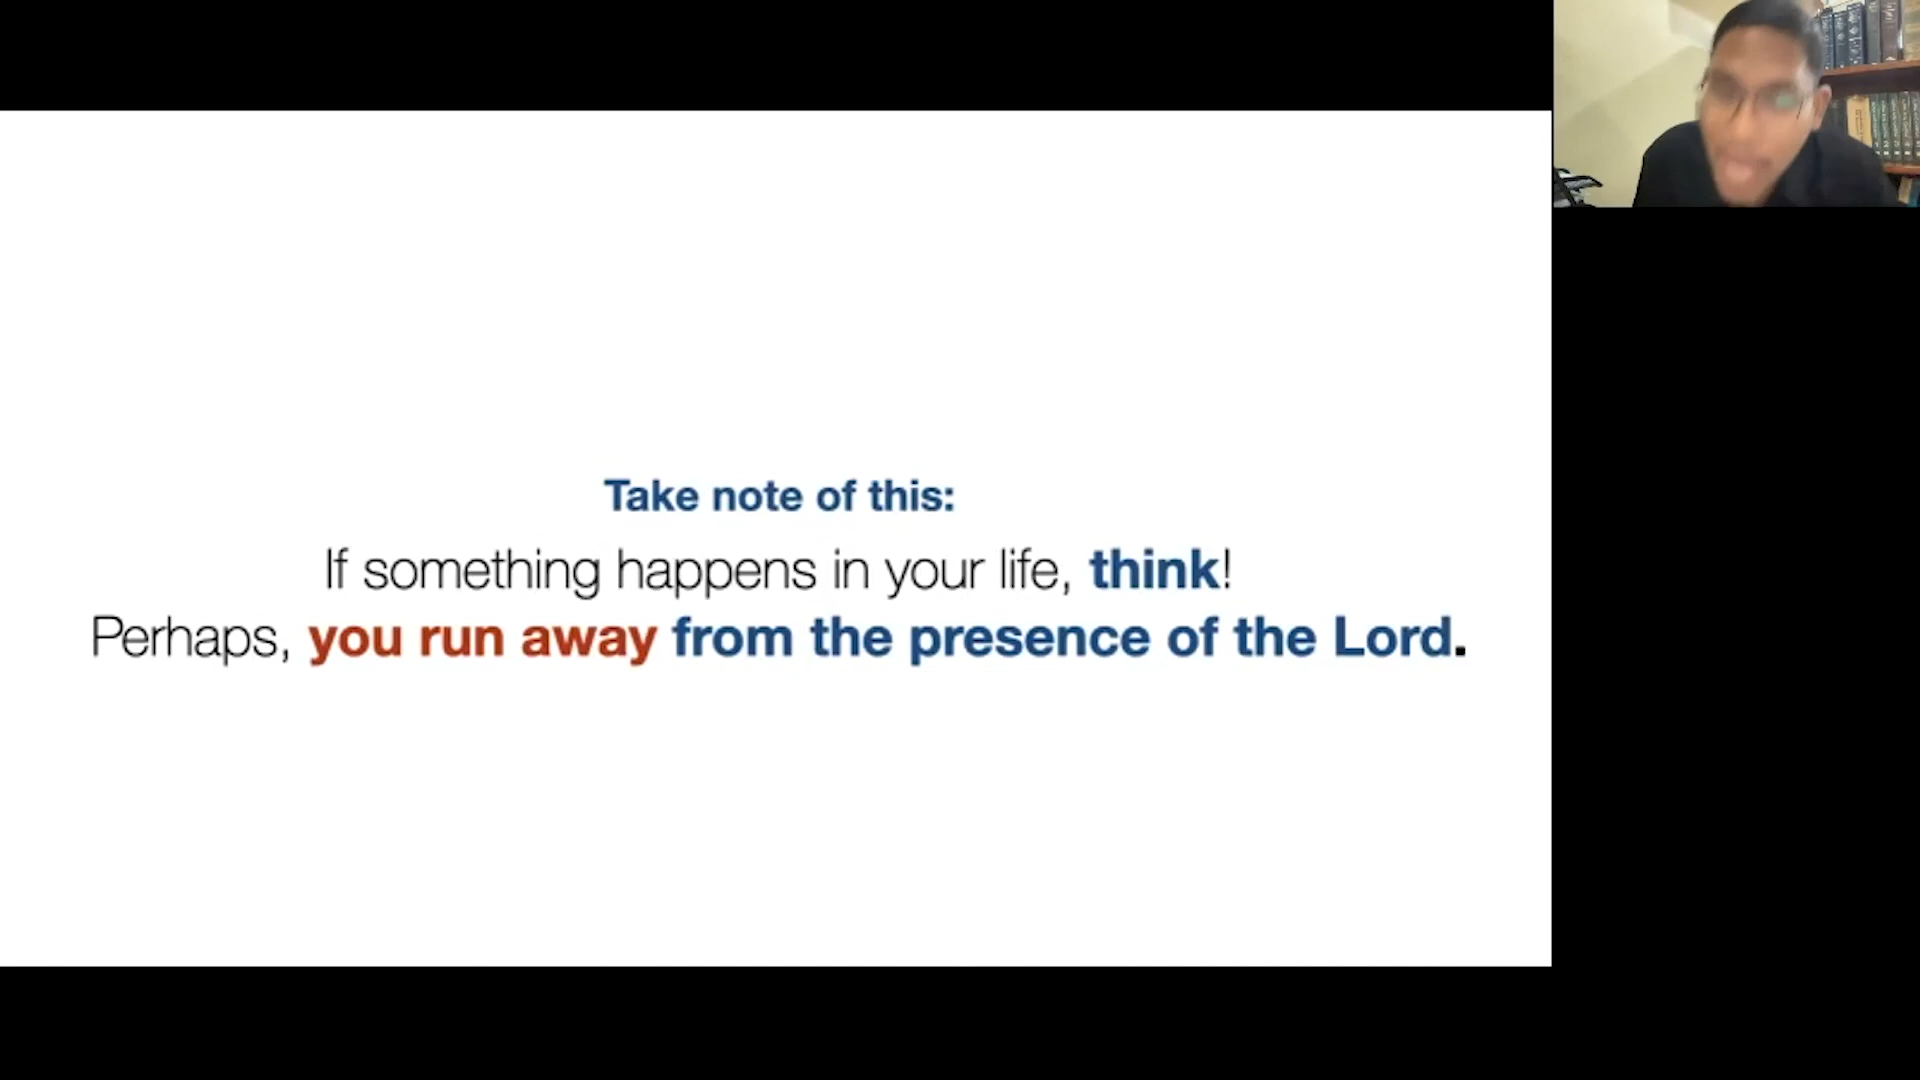 Take note of this:
If something happens in your life, think!
Perhaps, you run away from the presence of the Lord.